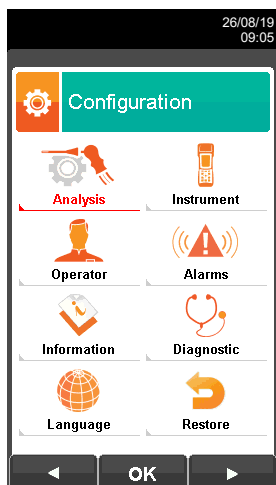 26/08/19
09:05
Configuration
Analysis
Instrument
Operator
Alarms
Information
Diagnostic
Language
Restore
OK